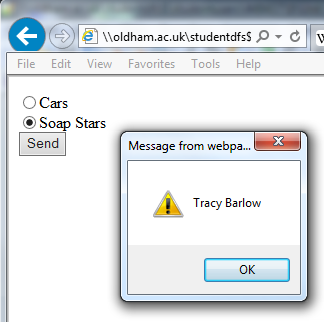 \\oldham.ac.uk\studentdfs$
File Edit View Favorites Tools Help
Cars
Soap Stars
Send
Message from webpa...
Tracy Barlow
OK